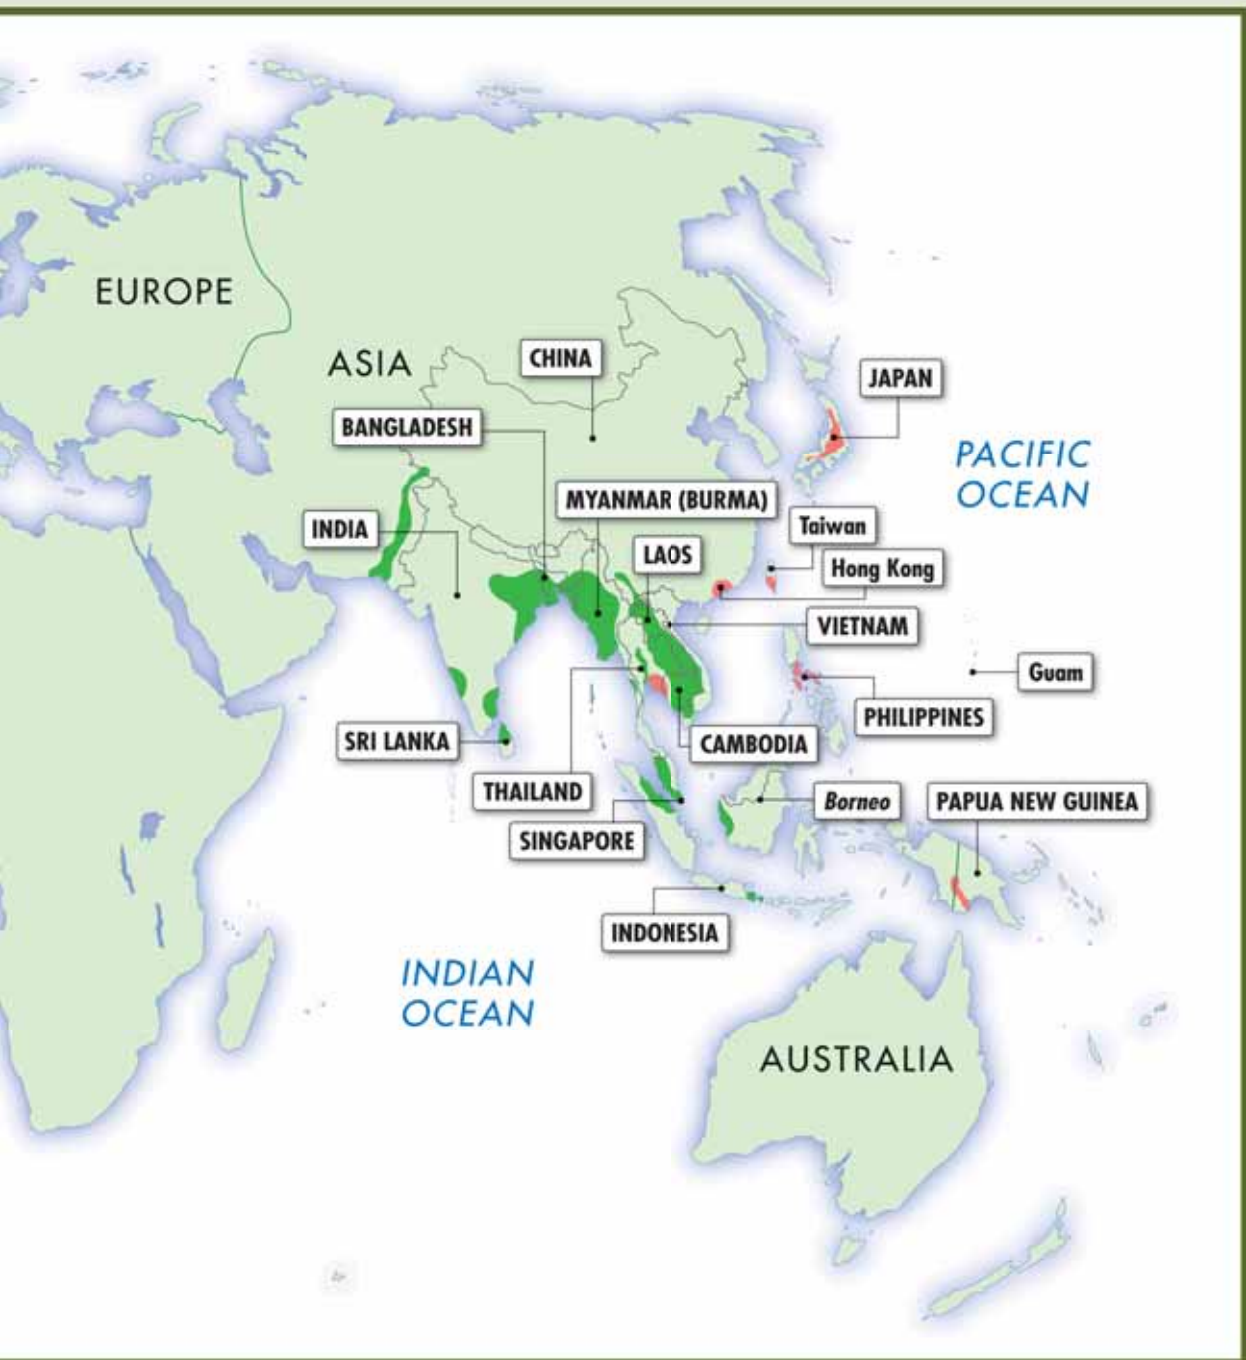 EUROPE
ASIA
CHINA
JAPAN
BANGLADESH
PACIFIC
OCEAN
MYANMAR (BURMA)
INDIA
Taiwan
LAOS
Hong Kong
VIETNAM
Guam
PHILIPPINES
SRI LANKA
CAMBODIA
THAILAND
Borneo
PAPUA NEW GUINEA
SINGAPORE
INDONESIA
INDIAN
OCEAN
AUSTRALIA